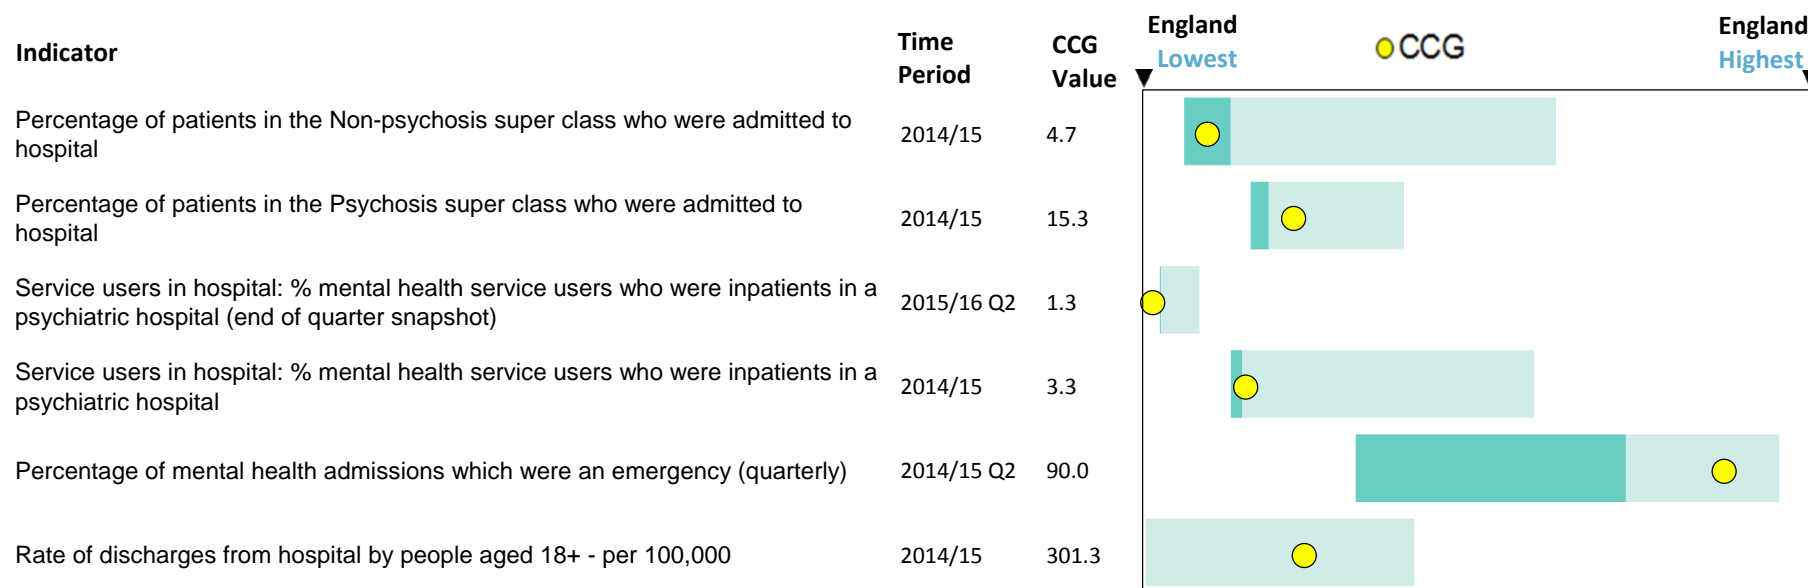 Indicator
Time
Period
CCG
Value
England
Lowest
CCG
England
Highest
Percentage of patients in the Non-psychosis super class who were admitted to
hospital
2014/15
4.7
Percentage of patients in the Psychosis super class who were admitted to
hospital
2014/15
15.3
Service users in hospital: % mental health service users who were inpatients in a
psychiatric hospital (end of quarter snapshot)
2015/16 Q2
1.3
Service users in hospital: % mental health service users who were inpatients in a
psychiatric hospital
2014/15
3.3
Percentage of mental health admissions which were an emergency (quarterly)
2014/15 Q2
90.0
Rate of discharges from hospital by people aged 18+ - per 100,000
2014/15
301.3